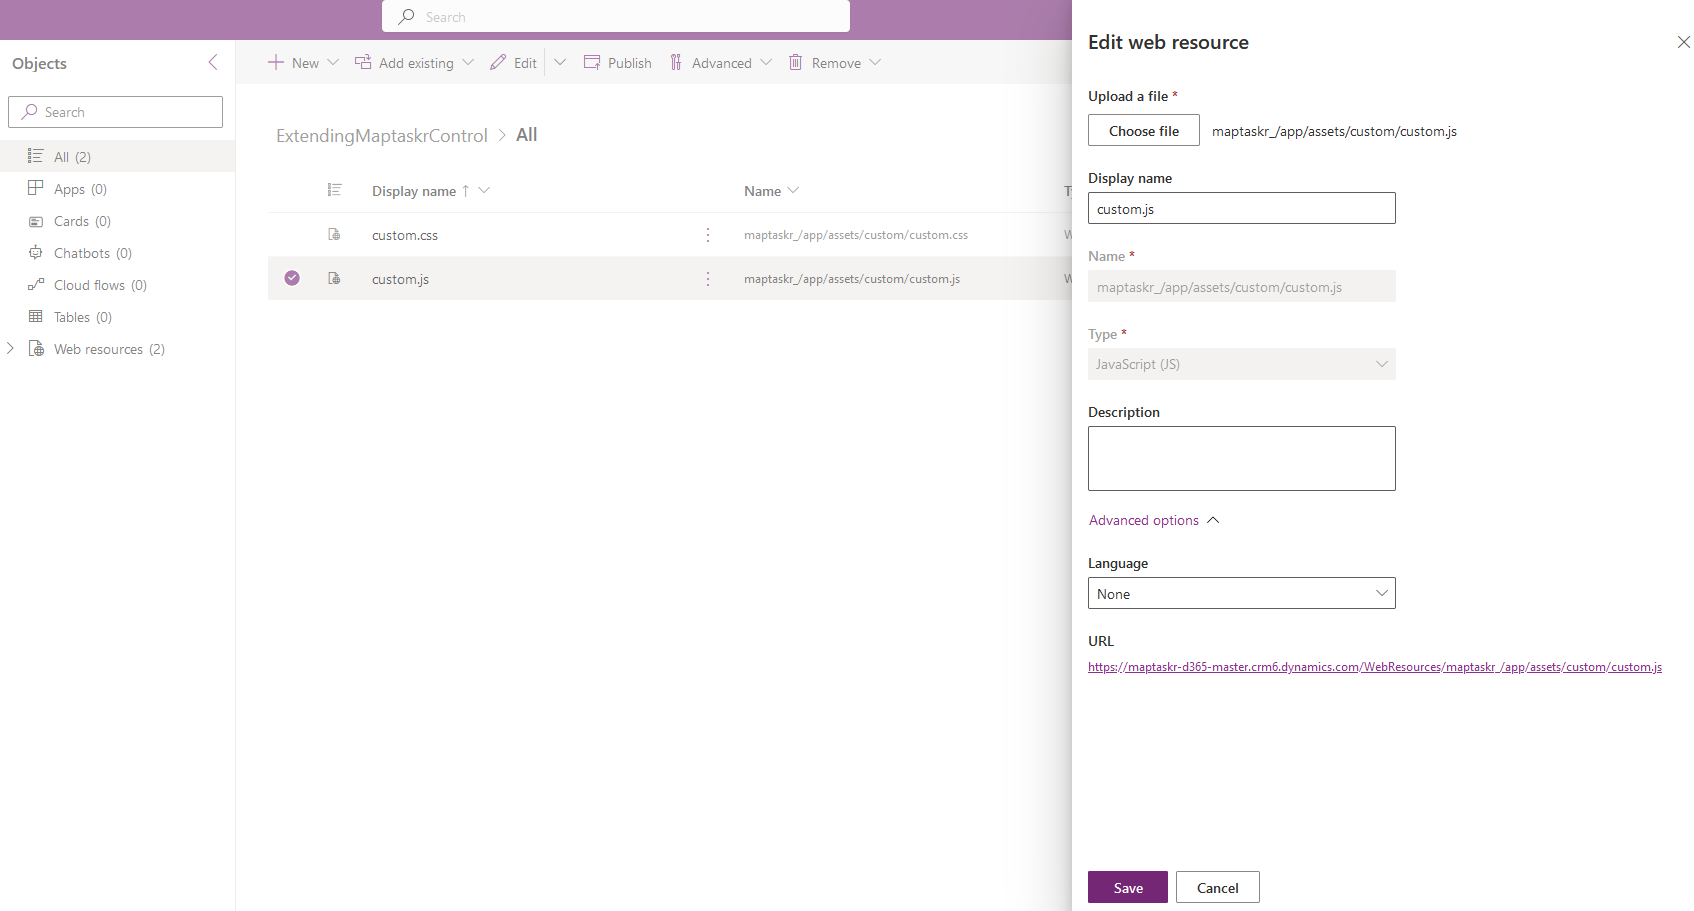 Search
Objects
Search
All (2)
Apps (0)
Cards (0)
Chatbots (0)
Cloud flows (0)
Tables (0)
Web resources (2)
New
Add existing
Edit
Publish
Advanced
Remove
ExtendingMaptaskrControl > All
Display name ↑
Name
custom.css
maptaskr_/app/assets/custom/custom.css
custom.js
maptaskr_/app/assets/custom/custom.js
Edit web resource
Upload a file *
Choose file
maptaskr_/app/assets/custom/custom.js
Display name
custom.js
Name *
maptaskr_/app/assets/custom/custom.js
Type *
JavaScript (JS)
Description
Advanced options
Language
None
URL
https://maptaskr-d365-master.crm6.dynamics.com/WebResources/maptaskr_/app/assets/custom/custom.js
Save
Cancel